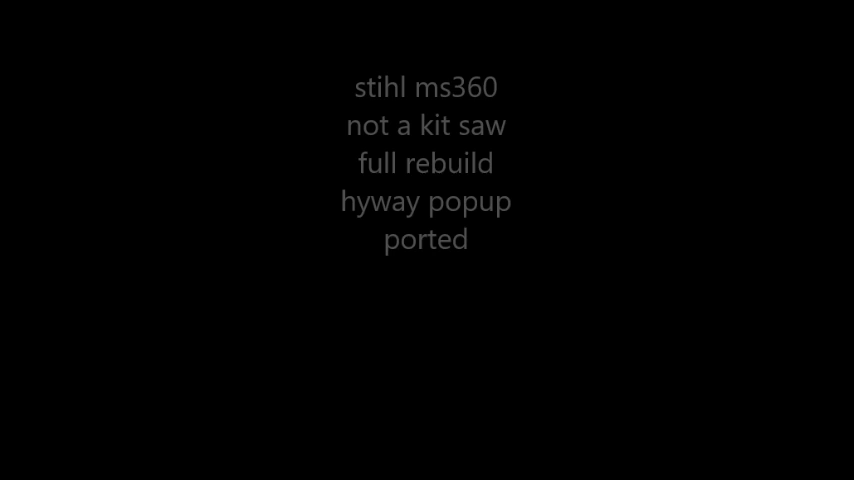 stihl ms360
not a kit saw
full rebuild
hyway popup
ported